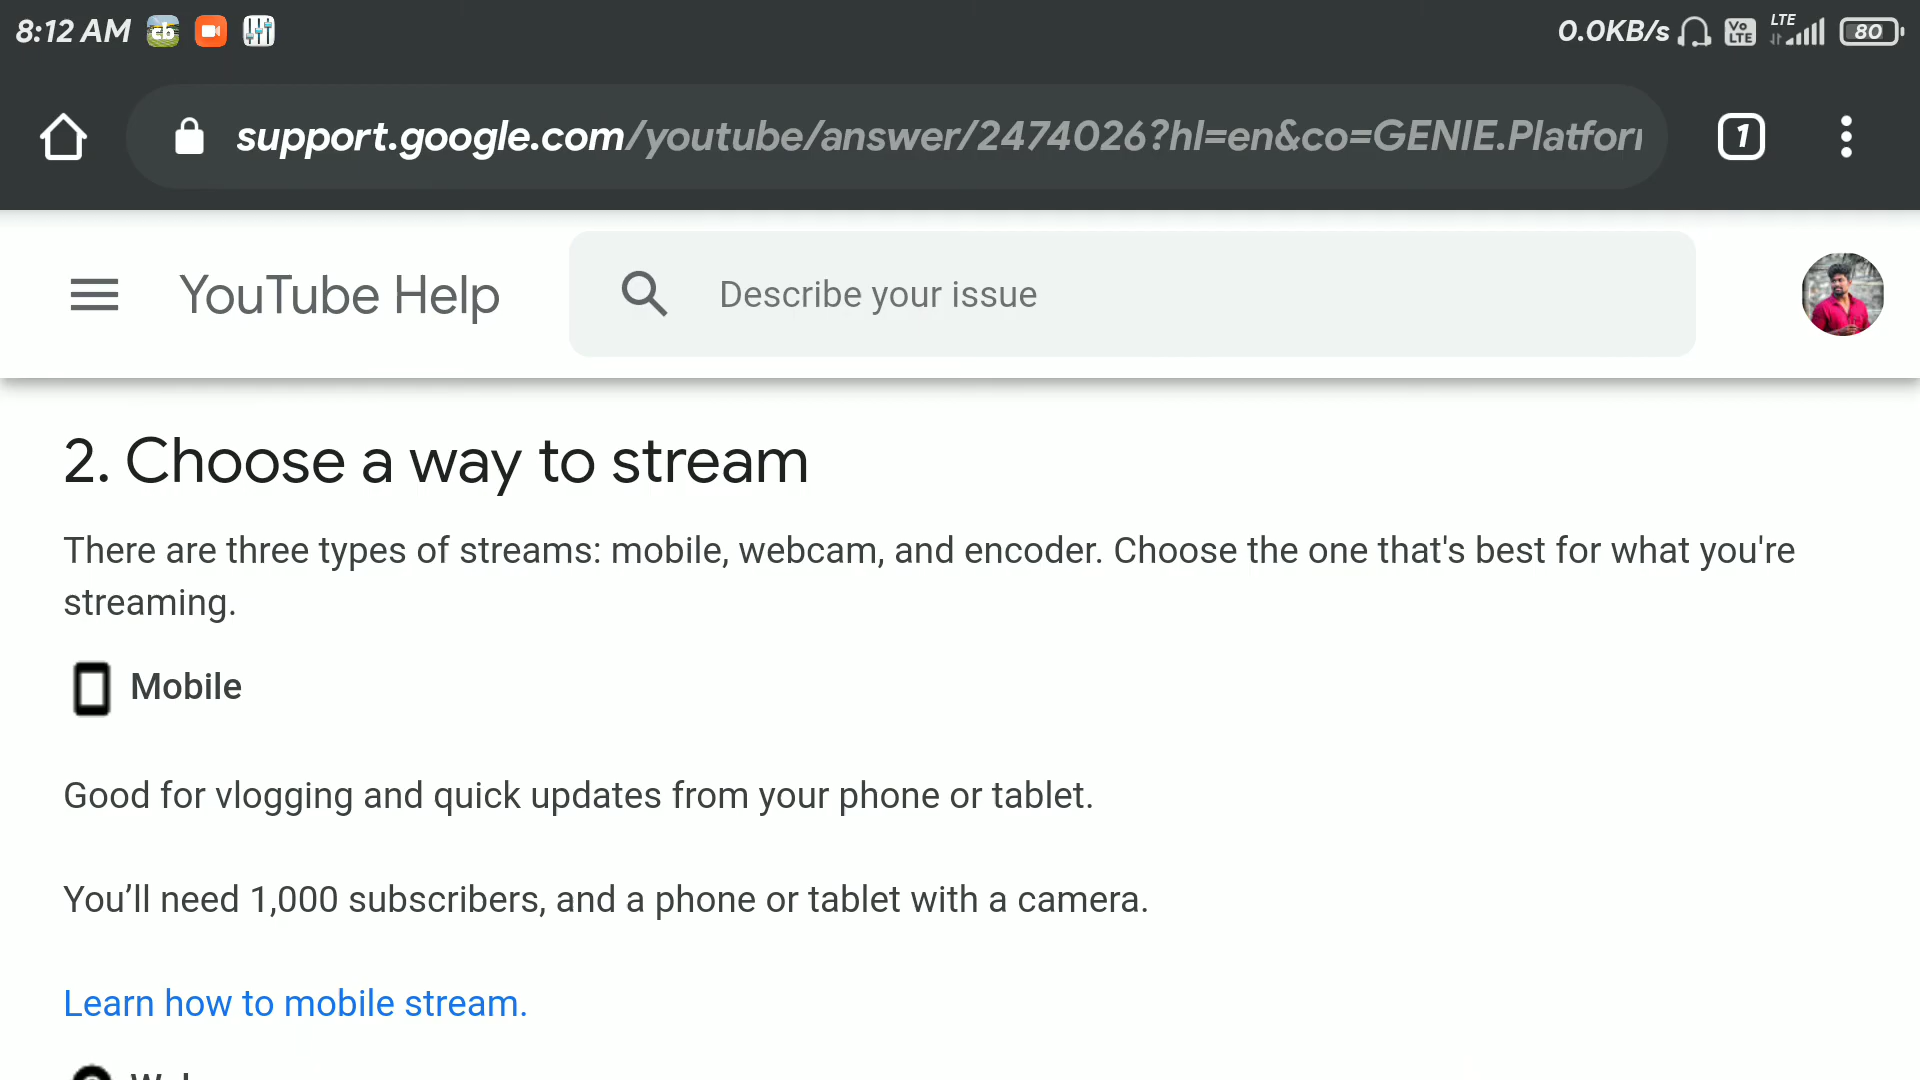 8:12 AM cb 0.0KB/s Vo LTE LTE 80
support.google.com/youtube/answer/2474026?hl=en&co=GENIE.Platform 1
YouTube Help Describe your issue
2. Choose a way to stream
There are three types of streams: mobile, webcam, and encoder. Choose the one that's best for what you're
streaming.
Mobile
Good for vlogging and quick updates from your phone or tablet.
You’ll need 1,000 subscribers, and a phone or tablet with a camera.
Learn how to mobile stream.